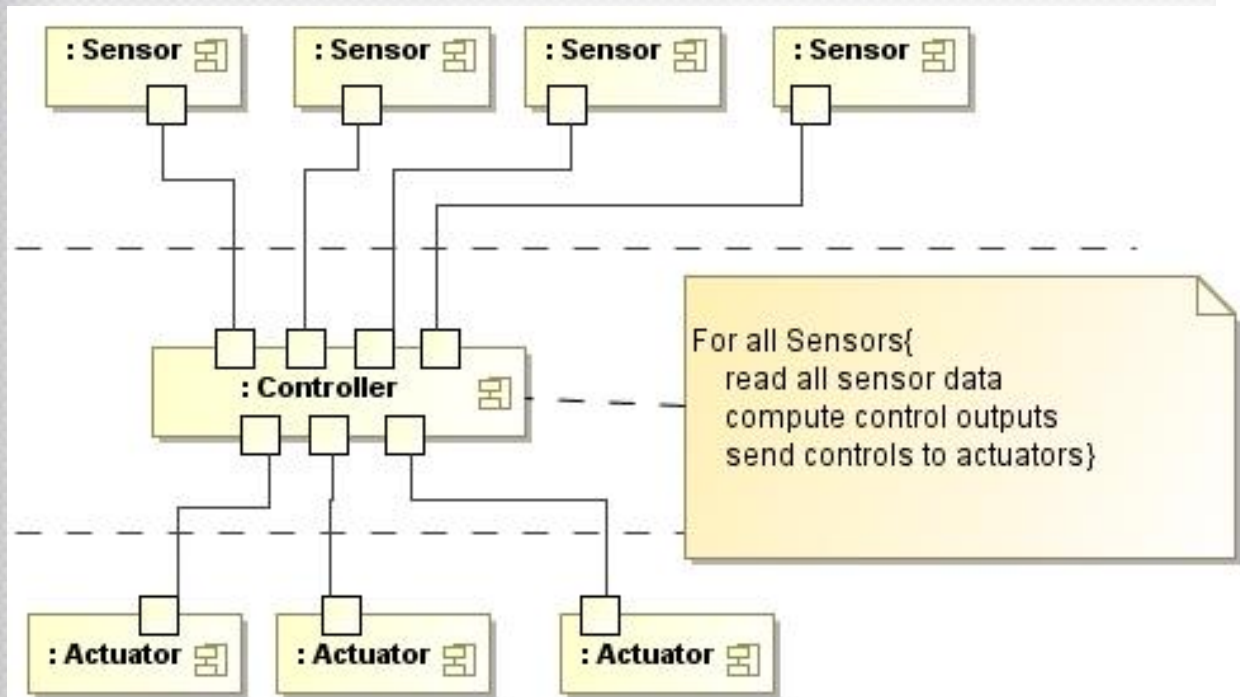 : Sensor
: Sensor
: Sensor
: Sensor
: Controller
For all Sensors{
read all sensor data
compute control outputs
send controls to actuators}
: Actuator
: Actuator
: Actuator